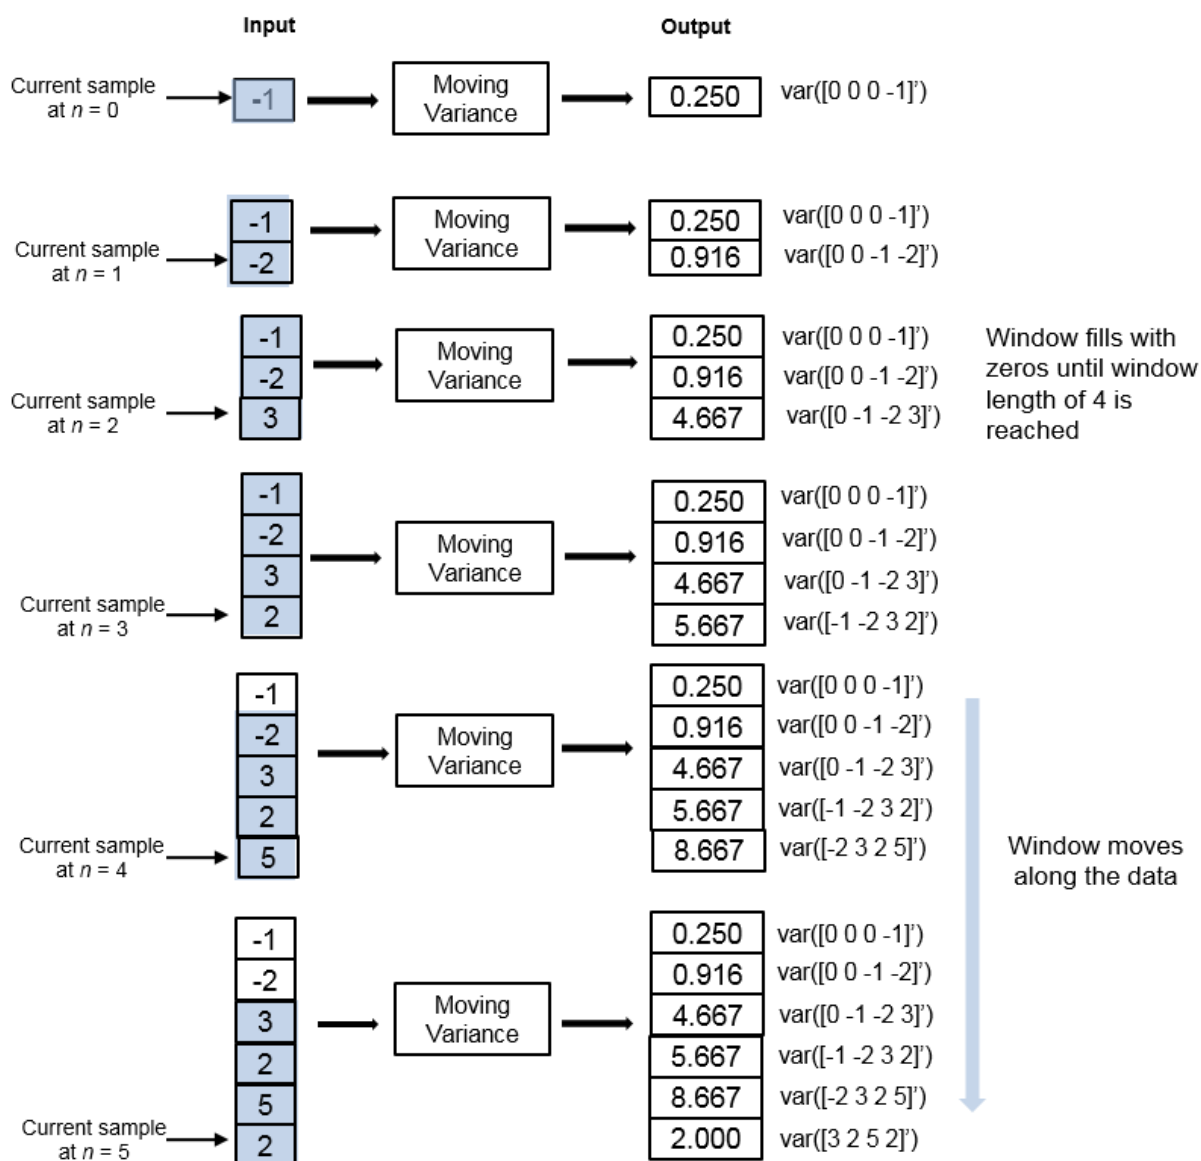 Input
Output
Current sample
at n = 0
-1
Moving
Variance
0.250
var([0 0 0 -1]’)
Current sample
at n = 1
-1
-2
Moving
Variance
0.250
0.916
var([0 0 0 -1]’)
var([0 0 -1 -2]’)
Current sample
at n = 2
-1
-2
3
Moving
Variance
0.250
0.916
4.667
var([0 0 0 -1]’)
var([0 0 -1 -2]’)
var([0 -1 -2 3]’)
Window fills with
zeros until window
length of 4 is
reached
Current sample
at n = 3
-1
-2
3
2
Moving
Variance
0.250
0.916
4.667
5.667
var([0 0 0 -1]’)
var([0 0 -1 -2]’)
var([0 -1 -2 3]’)
var([-1 -2 3 2]’)
Current sample
at n = 4
-1
-2
3
2
5
Moving
Variance
0.250
0.916
4.667
5.667
8.667
var([0 0 0 -1]’)
var([0 0 -1 -2]’)
var([0 -1 -2 3]’)
var([-1 -2 3 2]’)
var([-2 3 2 5]’)
Window moves
along the data
Current sample
at n = 5
-1
-2
3
2
5
2
Moving
Variance
0.250
0.916
4.667
5.667
8.667
2.000
var([0 0 0 -1]’)
var([0 0 -1 -2]’)
var([0 -1 -2 3]’)
var([-1 -2 3 2]’)
var([-2 3 2 5]’)
var([3 2 5 2]’)